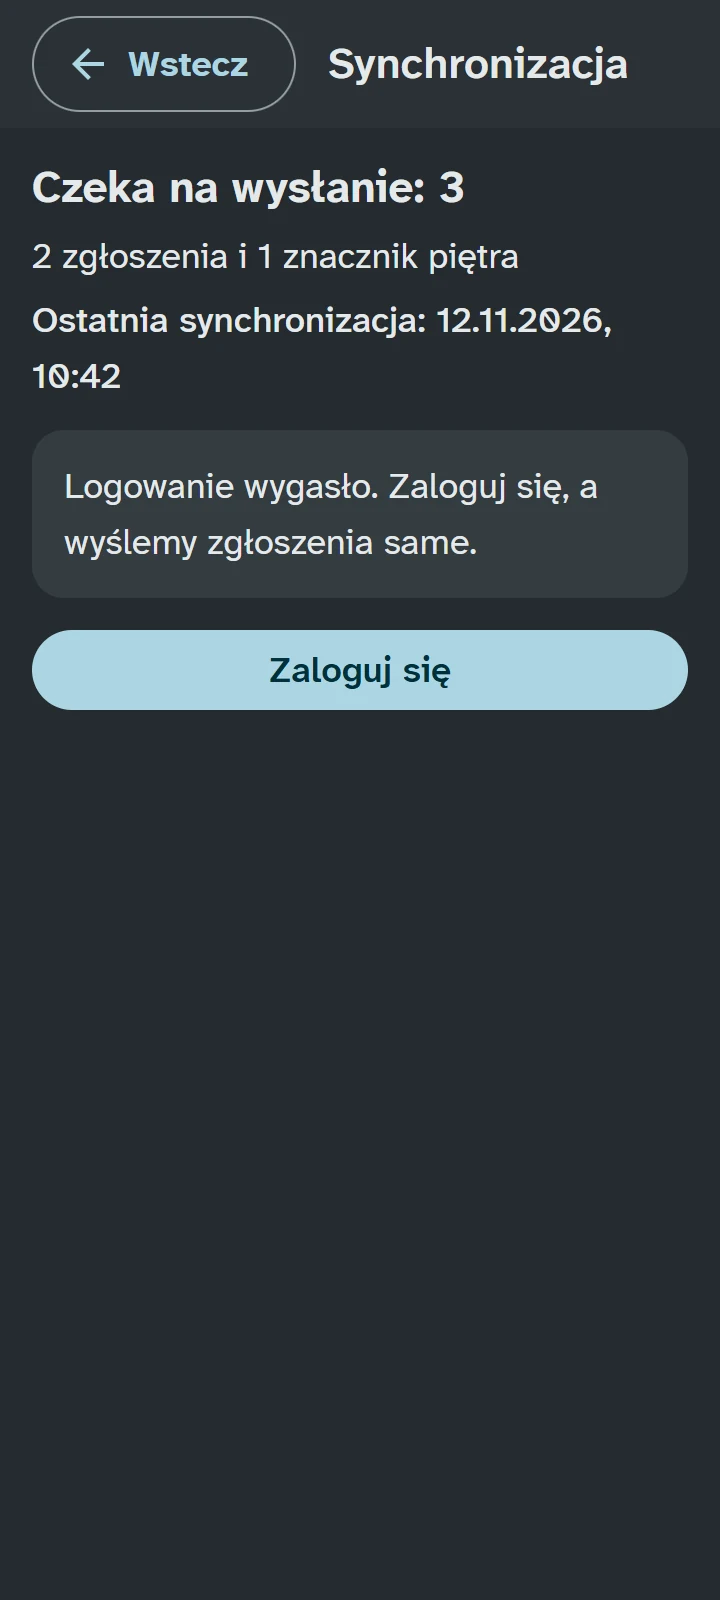 Wstecz
Synchronizacja
Czeka na wysłanie: 3
2 zgłoszenia i 1 znacznik piętra
Ostatnia synchronizacja: 12.11.2026,
10:42
Logowanie wygasło. Zaloguj się, a
wyślemy zgłoszenia same.
Zaloguj się